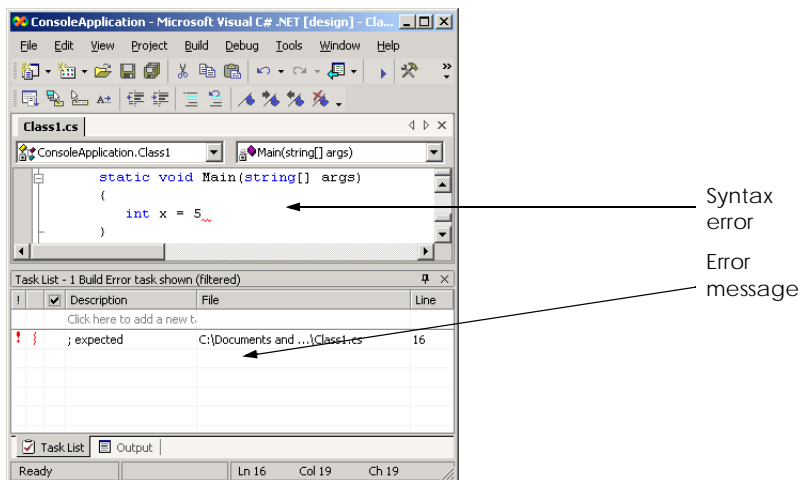 ConsoleApplication - Microsoft Visual C# .NET [design] - Cla...
File Edit View Project Build Debug Tools Window Help
Class1.cs
ConsoleApplication.Class1 Main(string[] args)
static void Main(string[] args)
{
int x = 5
}
Syntax
error
Error
message
Task List - 1 Build Error task shown (filtered)
! Description File Line
Click here to add a new t
; expected C:\Documents and ...\Class1.cs 16
Task List Output
Ready Ln 16 Col 19 Ch 19